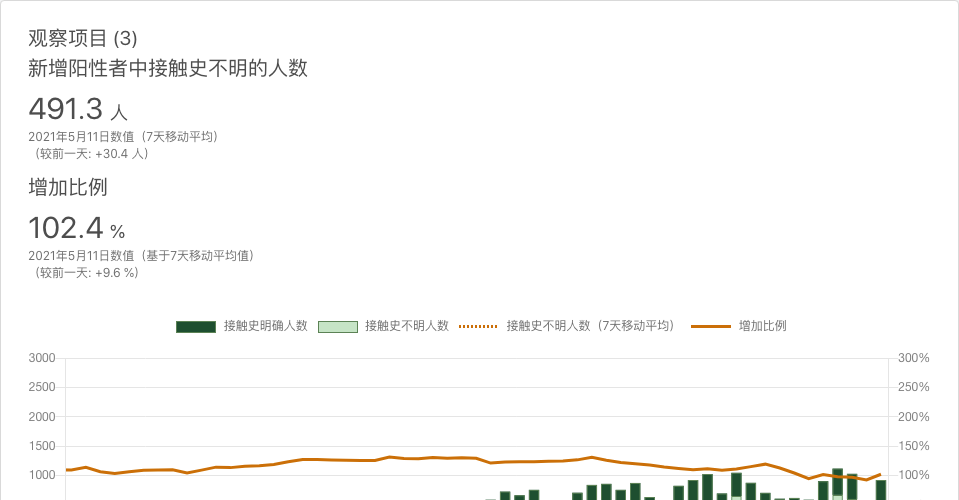 观察项目 (3)
新增阳性者中接触史不明的人数
491.3 人
2021年5月11日数值（7天移动平均）
（较前一天: +30.4 人）
增加比例
102.4 %
2021年5月11日数值（基于7天移动平均值）
（较前一天: +9.6 %）
接触史明确人数 接触史不明人数 接触史不明人数（7天移动平均） 增加比例
3000 300%
2500 250%
2000 200%
1500 150%
1000 100%